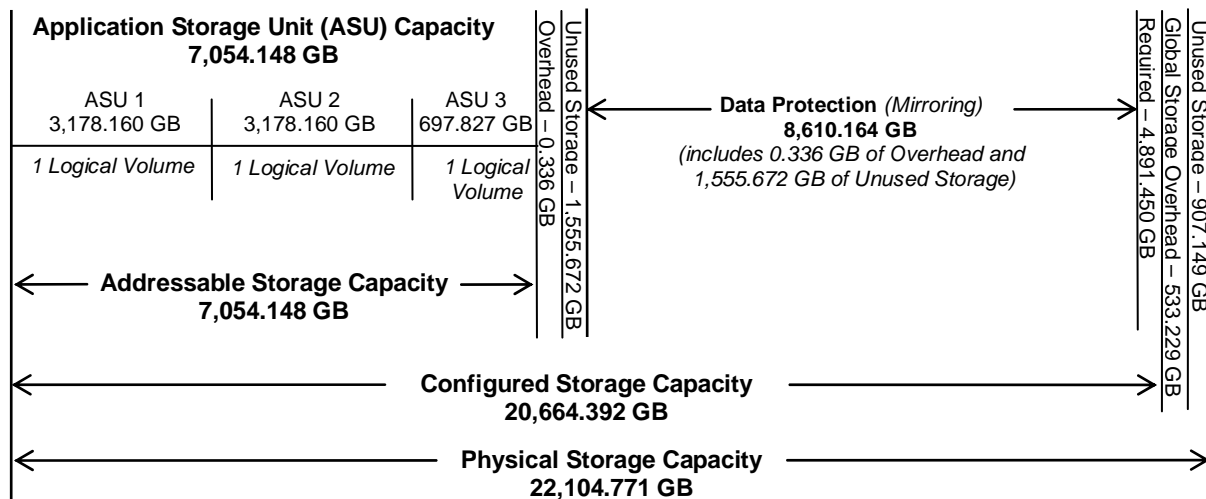 Application Storage Unit (ASU) Capacity
7,054.148 GB
ASU 1
3,178.160 GB
1 Logical Volume
ASU 2
3,178.160 GB
1 Logical Volume
ASU 3
697.827 GB
1 Logical
Volume
Overhead – 0.336 GB
Unused Storage – 1,555.672 GB
Data Protection (Mirroring)
8,610.164 GB
(includes 0.336 GB of Overhead and
1,555.672 GB of Unused Storage)
Required – 4,891.450 GB
Global Storage Overhead – 533.229 GB
Unused Storage – 907.149 GB
Addressable Storage Capacity
7,054.148 GB
Configured Storage Capacity
20,664.392 GB
Physical Storage Capacity
22,104.771 GB